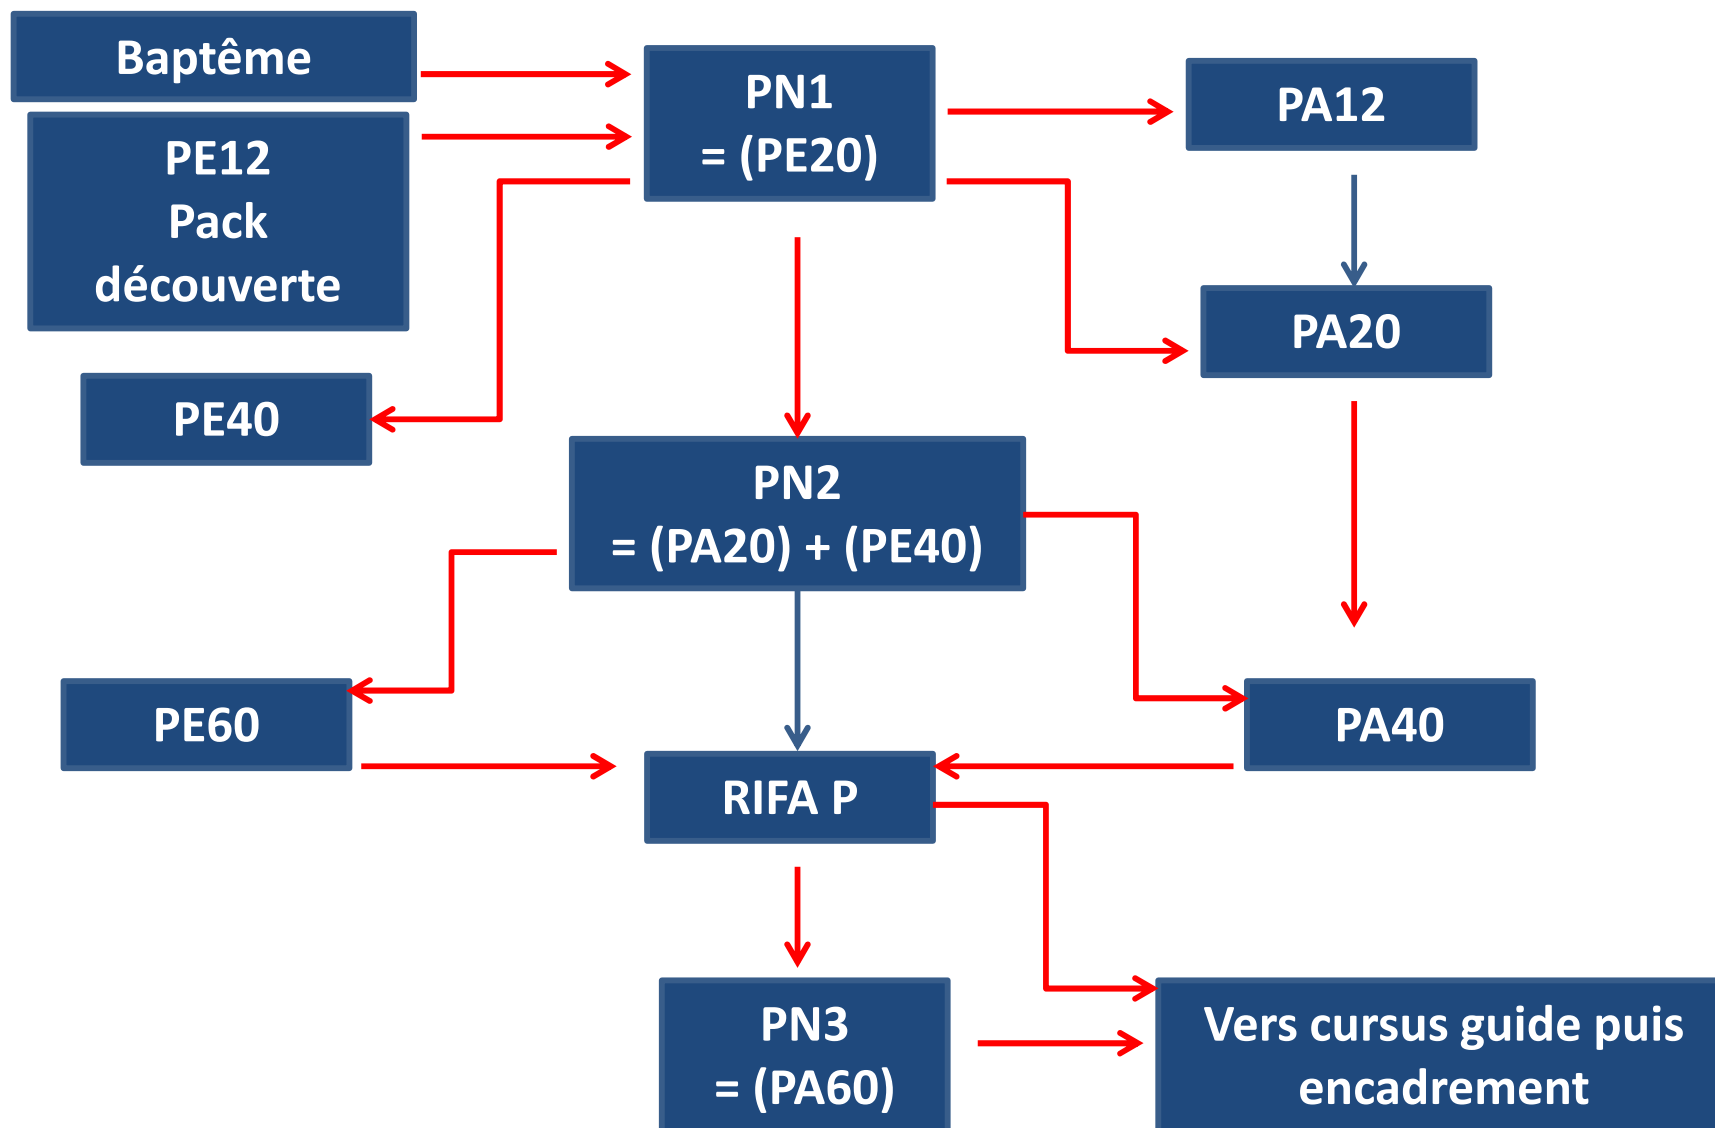 Baptême
PE12
Pack
découverte
PN1
= (PE20)
PA12
PA20
PE40
PN2
= (PA20) + (PE40)
PE60
PA40
RIFA P
PN3
= (PA60)
Vers cursus guide puis
encadrement